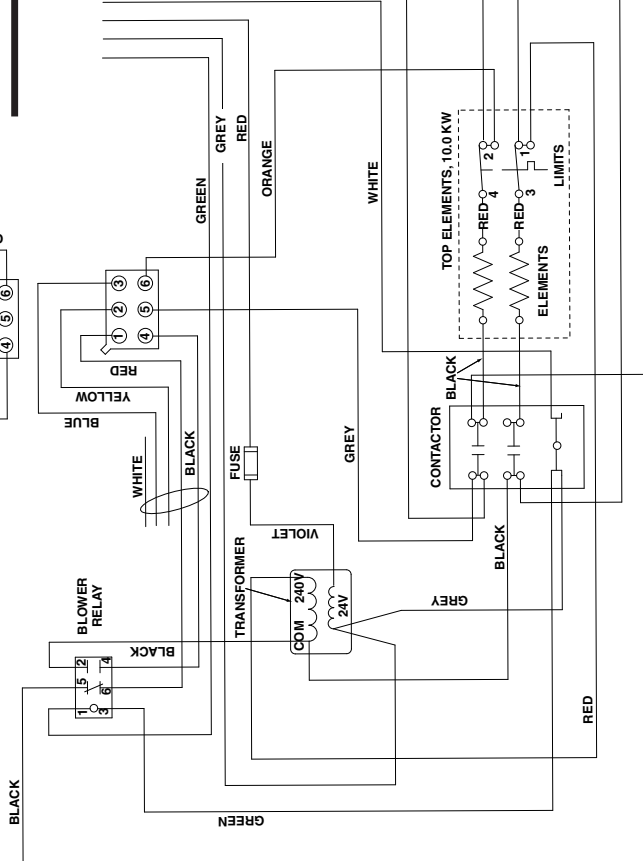 GREY
RED
ORANGE
GREEN
WHITE
TOP ELEMENTS, 10.0 KW
2
1
LIMITS
4
3
RED
RED
ELEMENTS
6
5
4
3
6
2
5
1
4
RED
YELLOW
BLUE
WHITE
BLACK
FUSE
GREY
BLACK
CONTACTOR
BLACK
VIOLET
TRANSFORMER
240V
COM
24V
GREY
BLOWER
RELAY
BLACK
2
4
5
6
1
3
RED
BLACK
GREEN